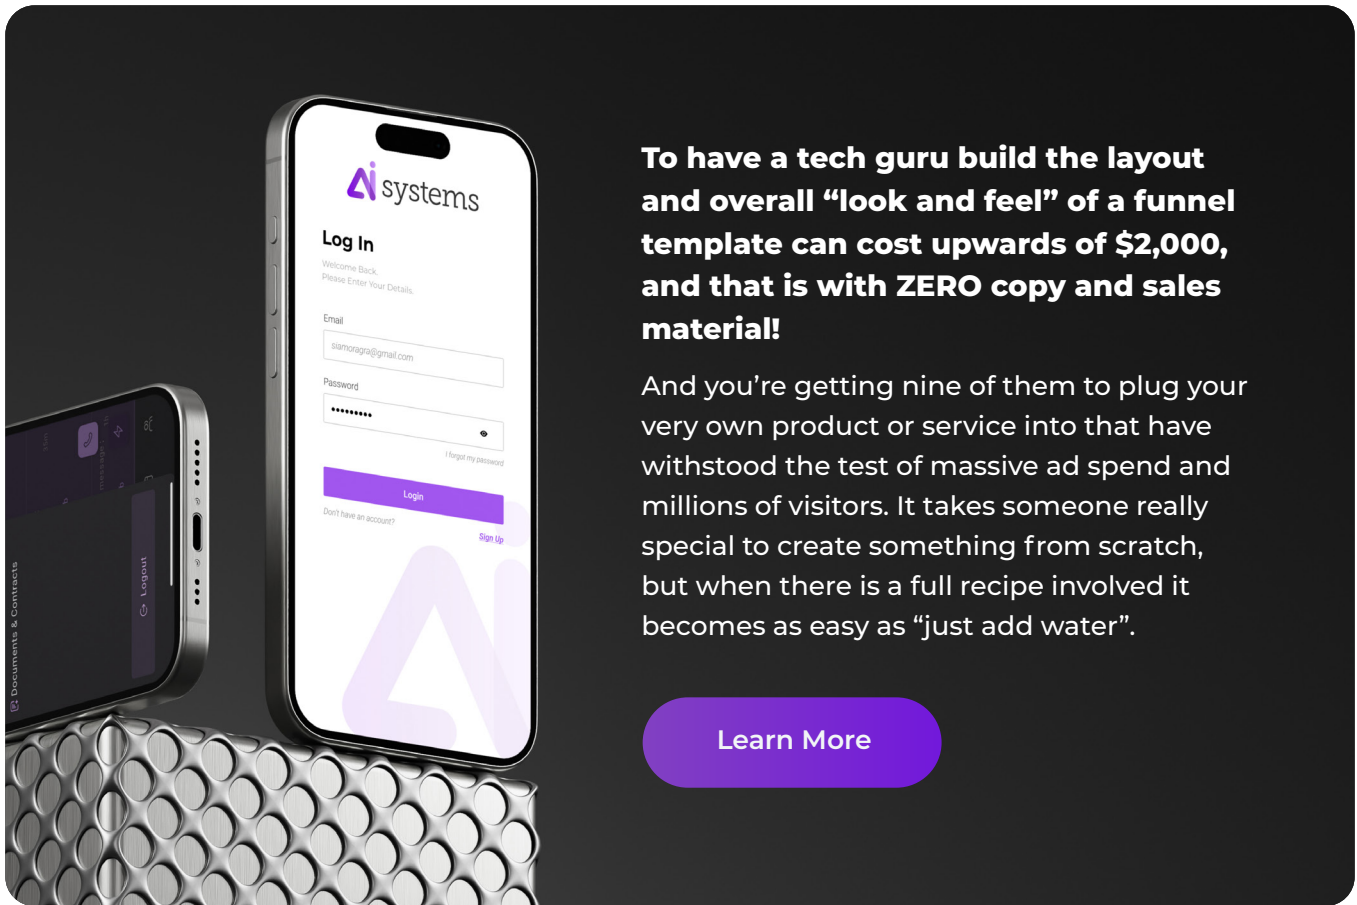 Ai systems
Log In
Welcome Back.
Please Enter Your Details.
Email
siamoragra@gmail.com
Password
I forgot my password
Login
Don't have an account?
Sign Up
Documents & Contracts
Logout
To have a tech guru build the layout
and overall “look and feel” of a funnel
template can cost upwards of $2,000,
and that is with ZERO copy and sales
material!
And you’re getting nine of them to plug your
very own product or service into that have
withstood the test of massive ad spend and
millions of visitors. It takes someone really
special to create something from scratch,
but when there is a full recipe involved it
becomes as easy as “just add water”.
Learn More